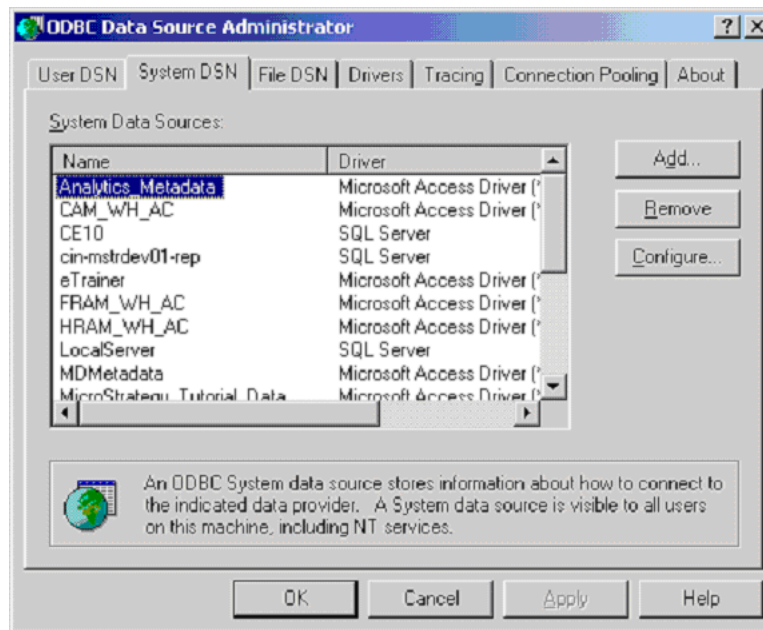 ODBC Data Source Administrator
User DSN System DSN File DSN Drivers Tracing Connection Pooling About
System Data Sources:
Name Driver
Analytics_Metadata Microsoft Access Driver (*
CAM_WH_AC Microsoft Access Driver (*
CE10 SQL Server
cin-mstrdev01-rep SQL Server
eTrainer Microsoft Access Driver (*
FRAM_WH_AC Microsoft Access Driver (*
HRAM_WH_AC Microsoft Access Driver (*
LocalServer SQL Server
MDMetadata Microsoft Access Driver (*
MicroStrategy_Tutorial_Data Microsoft Access Driver (*
Add...
Remove
Configure...
An ODBC System data source stores information about how to connect to
the indicated data provider. A System data source is visible to all users
on this machine, including NT services.
OK Cancel Apply Help